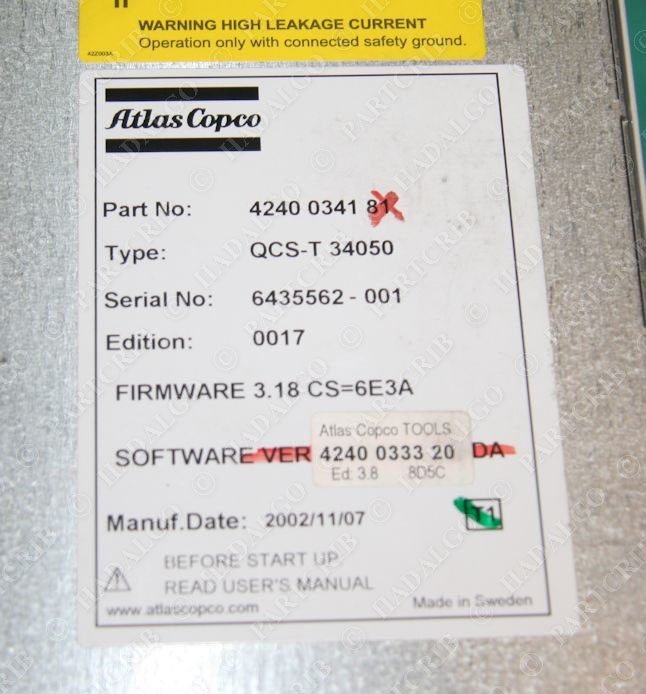 WARNING HIGH LEAKAGE CURRENT
Operation only with connected safety ground.
42Z003A
Atlas Copco
Part No: 4240 0341 81
Type: QCS-T 34050
Serial No: 6435562 - 001
Edition: 0017
FIRMWARE 3.18 CS=6E3A
Atlas Copco TOOLS
SOFTWARE VER 4240 0333 20 DA
Ed: 3.8 8D5C
Manuf.Date: 2002/11/07 T1
BEFORE START UP
READ USER'S MANUAL
www.atlascopco.com Made in Sweden
© PARTCRIB © HADALGO